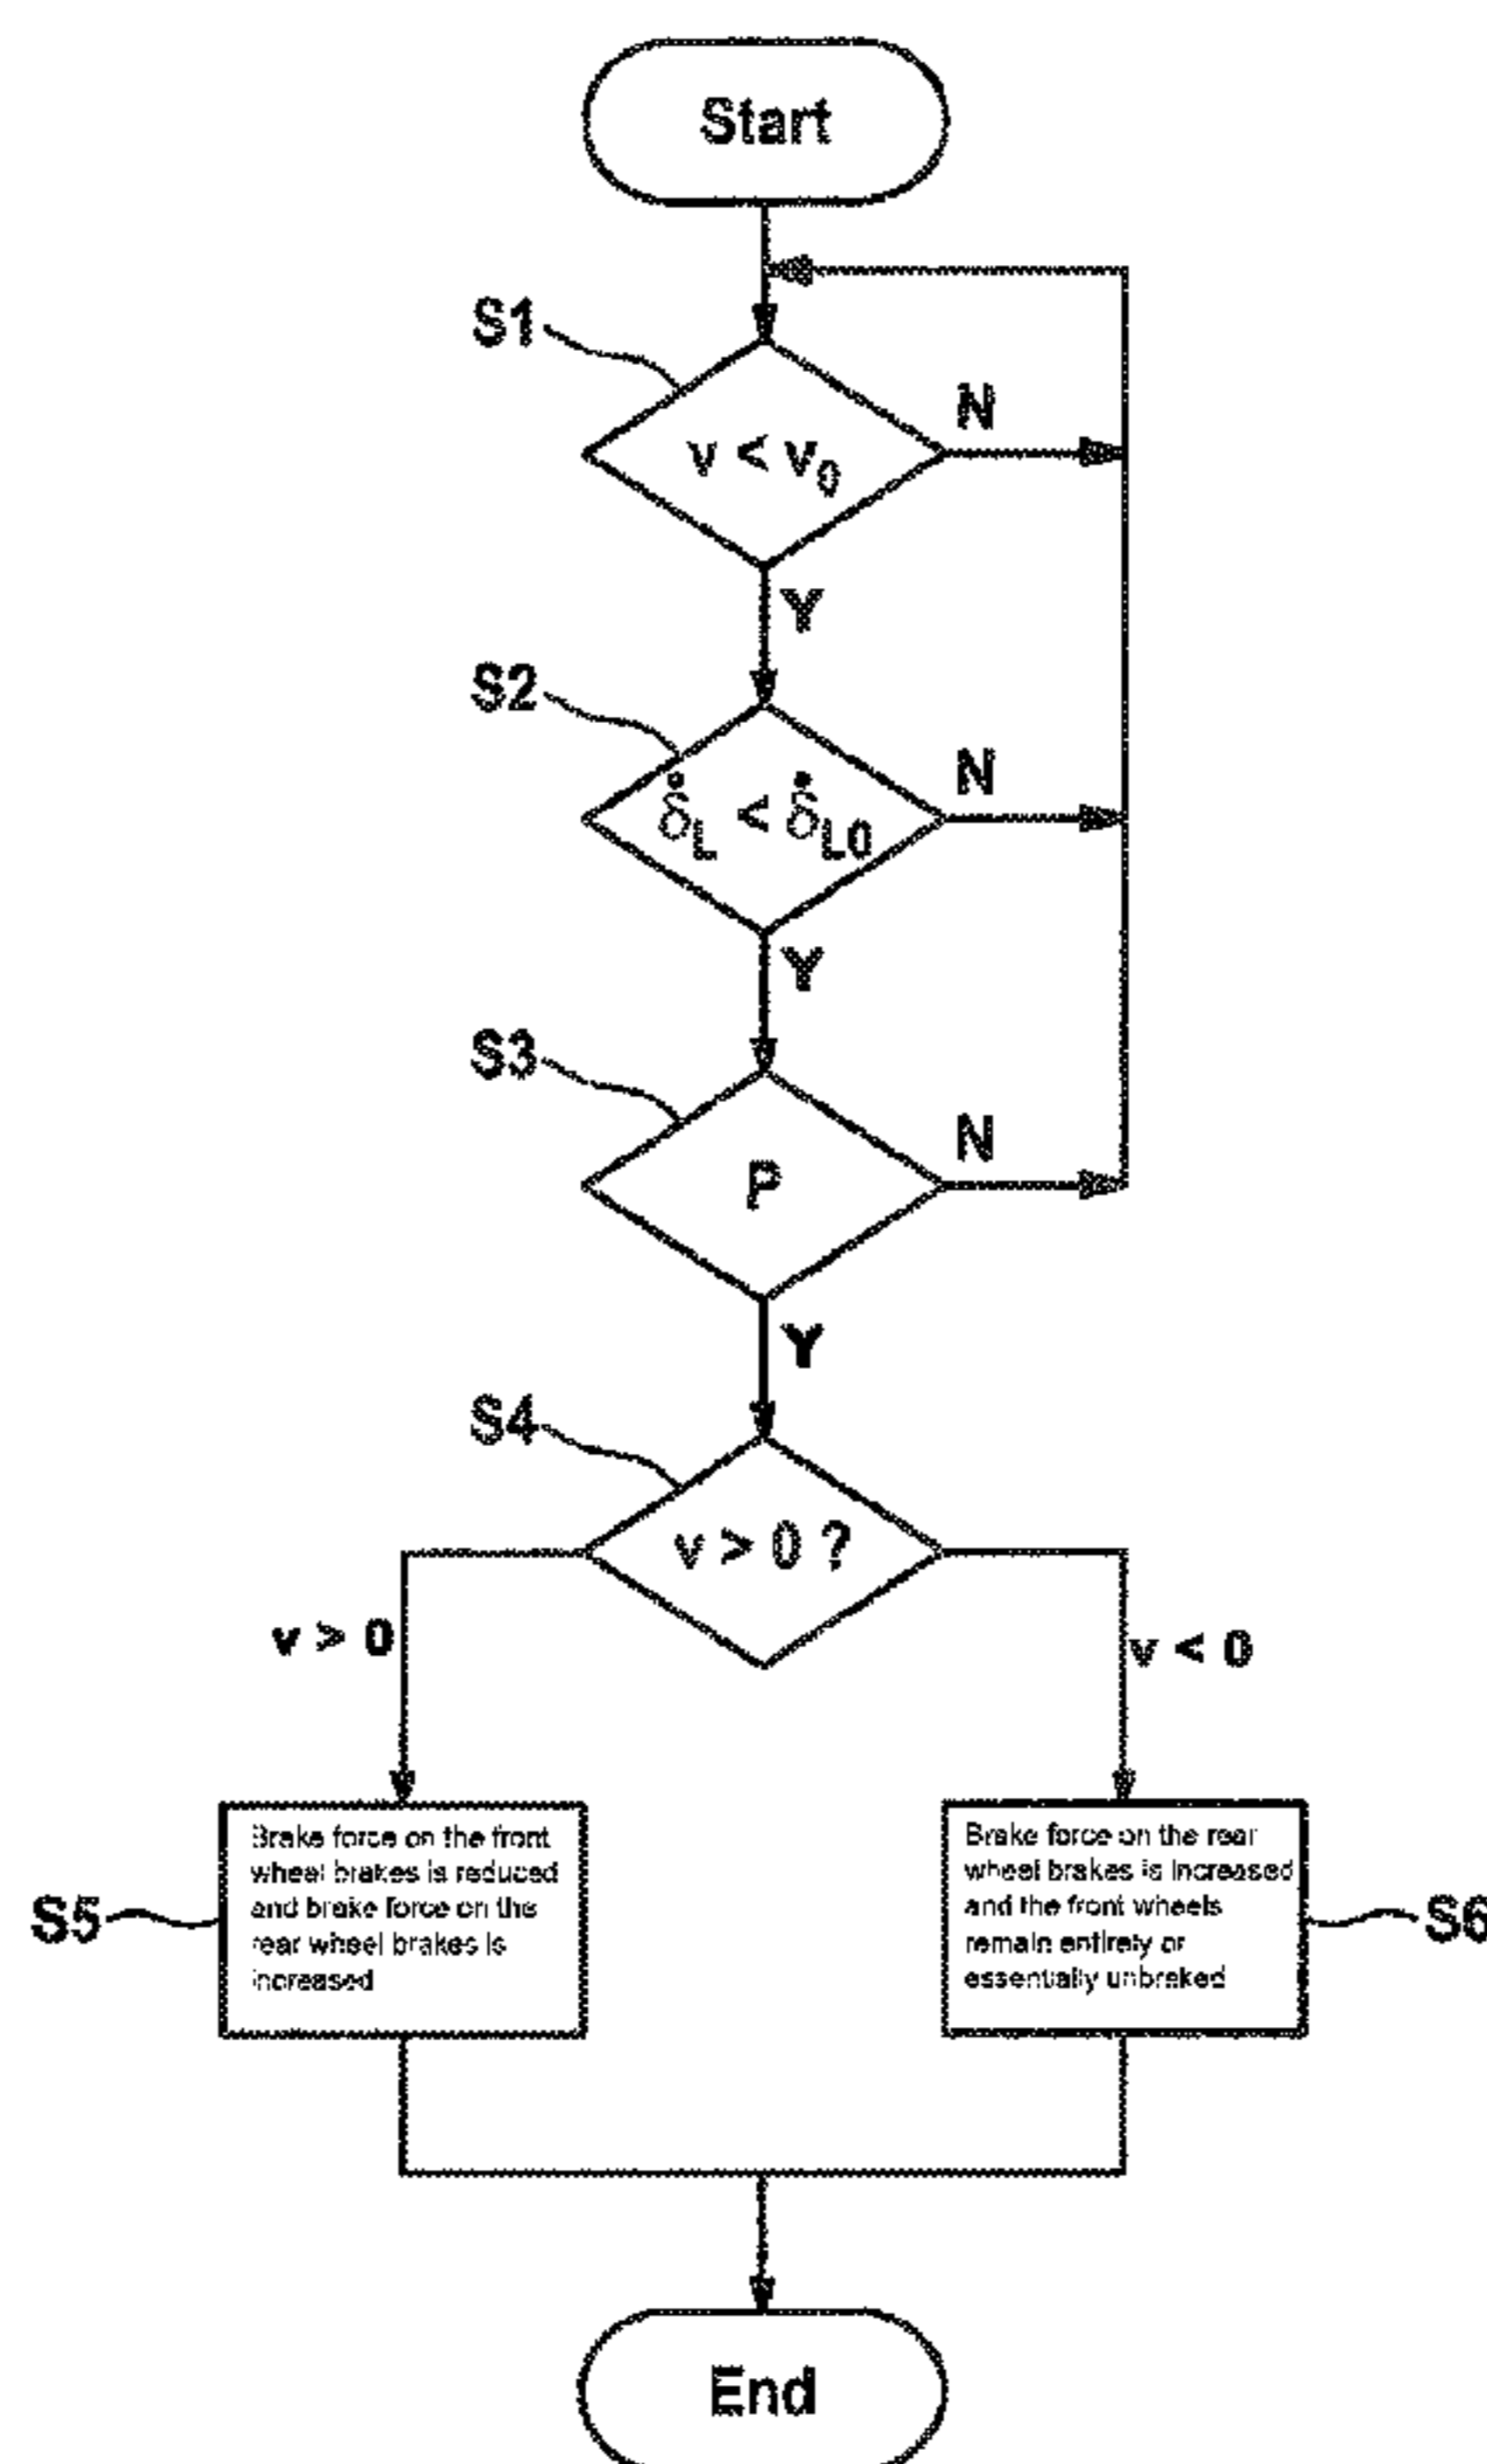 Start
S1
v < v0
N
Y
S2
δ̇L < δ̇L0
N
Y
S3
P
N
Y
S4
v > 0 ?
v > 0
v < 0
Brake force on the front
wheel brakes is reduced
and brake force on the
rear wheel brakes is
increased
S5
Brake force on the rear
wheel brakes is increased
and the front wheels
remain entirely or
essentially unbraked
S6
End